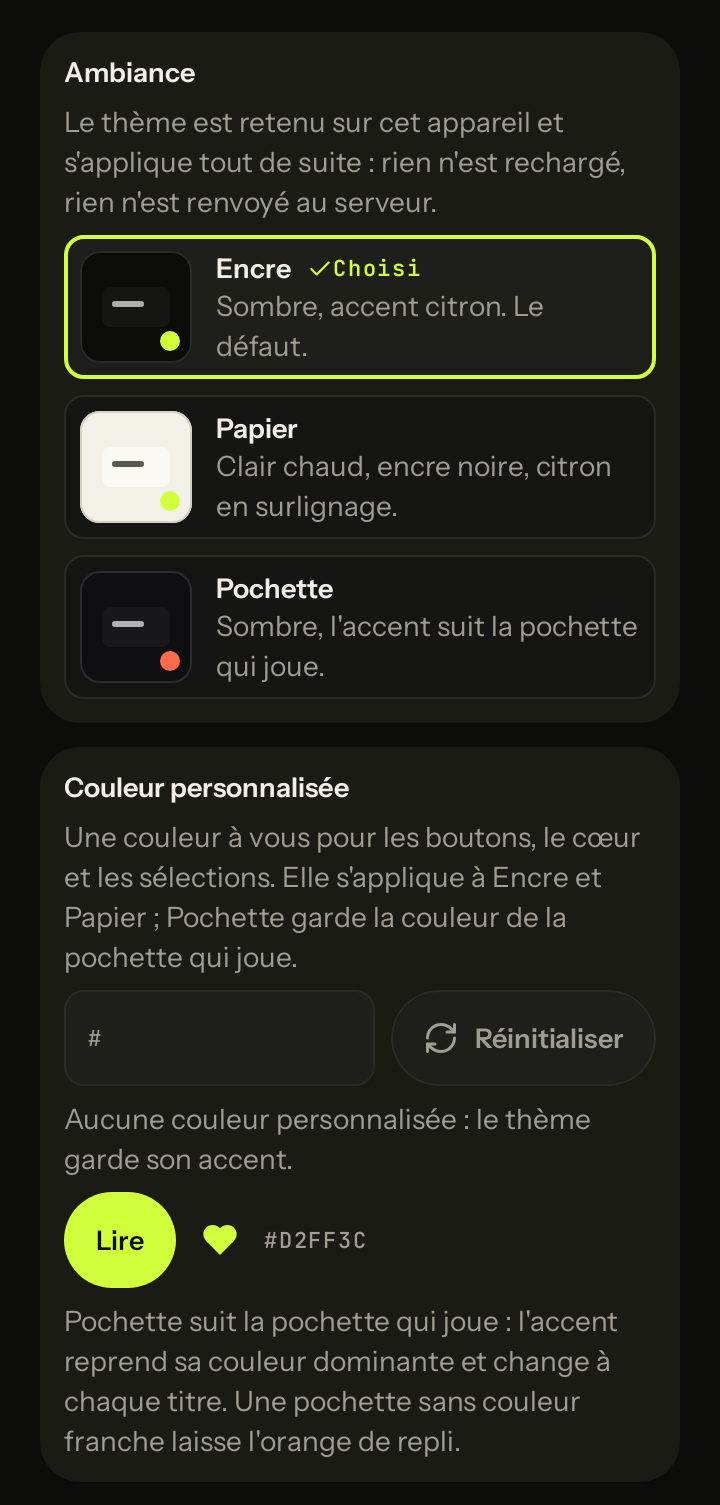 Ambiance
Le thème est retenu sur cet appareil et
s'applique tout de suite : rien n'est rechargé,
rien n'est renvoyé au serveur.
Encre Choisi
Sombre, accent citron. Le
défaut.
Papier
Clair chaud, encre noire, citron
en surlignage.
Pochette
Sombre, l'accent suit la pochette
qui joue.
Couleur personnalisée
Une couleur à vous pour les boutons, le cœur
et les sélections. Elle s'applique à Encre et
Papier ; Pochette garde la couleur de la
pochette qui joue.
# Réinitialiser
Aucune couleur personnalisée : le thème
garde son accent.
Lire #D2FF3C
Pochette suit la pochette qui joue : l'accent
reprend sa couleur dominante et change à
chaque titre. Une pochette sans couleur
franche laisse l'orange de repli.